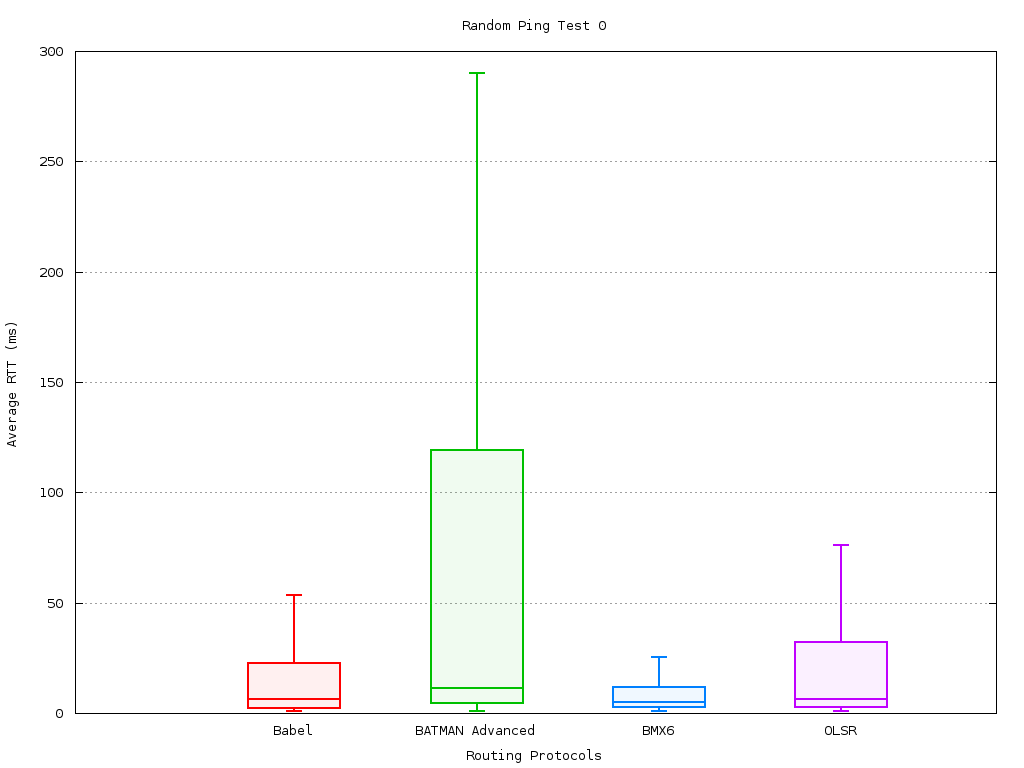 Random Ping Test 0
300
250
200
150
100
50
0
Average RTT (ms)
Babel
BATMAN Advanced
BMX6
OLSR
Routing Protocols